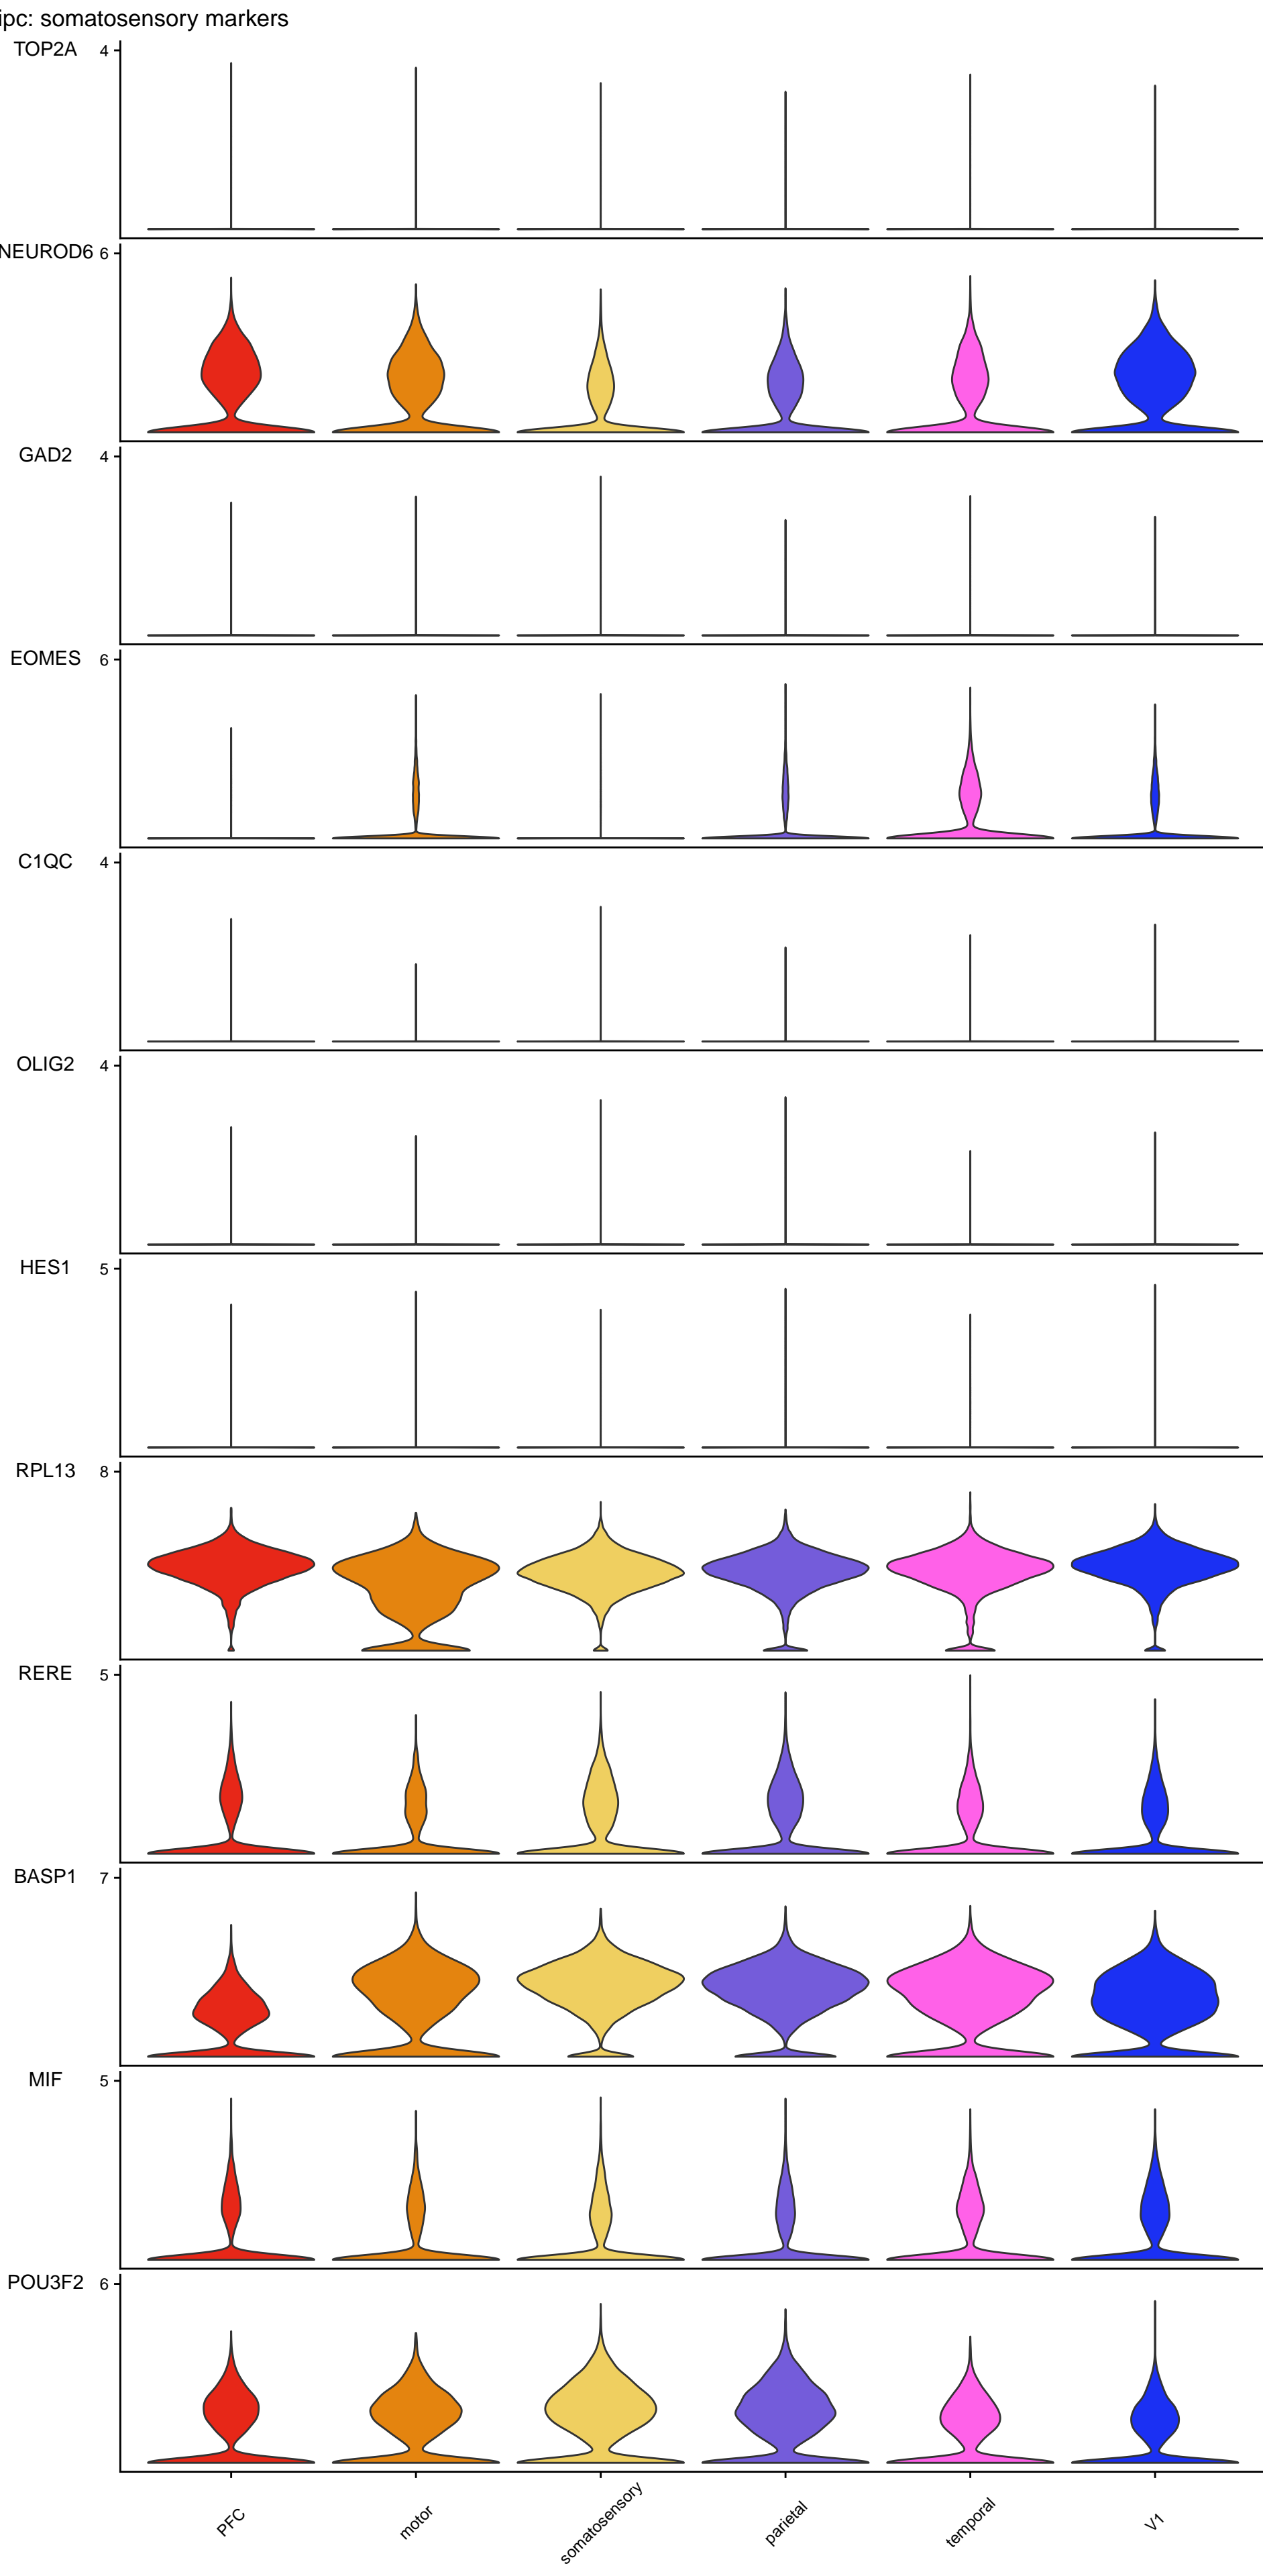 ipc: somatosensory markers
TOP2A 4
NEUROD6 6
GAD2 4
EOMES 6
C1QC 4
OLIG2 4
HES1 5
RPL13 8
RERE 5
BASP1 7
MIF 5
POU3F2 6
PFC motor somatosensory parietal temporal V1